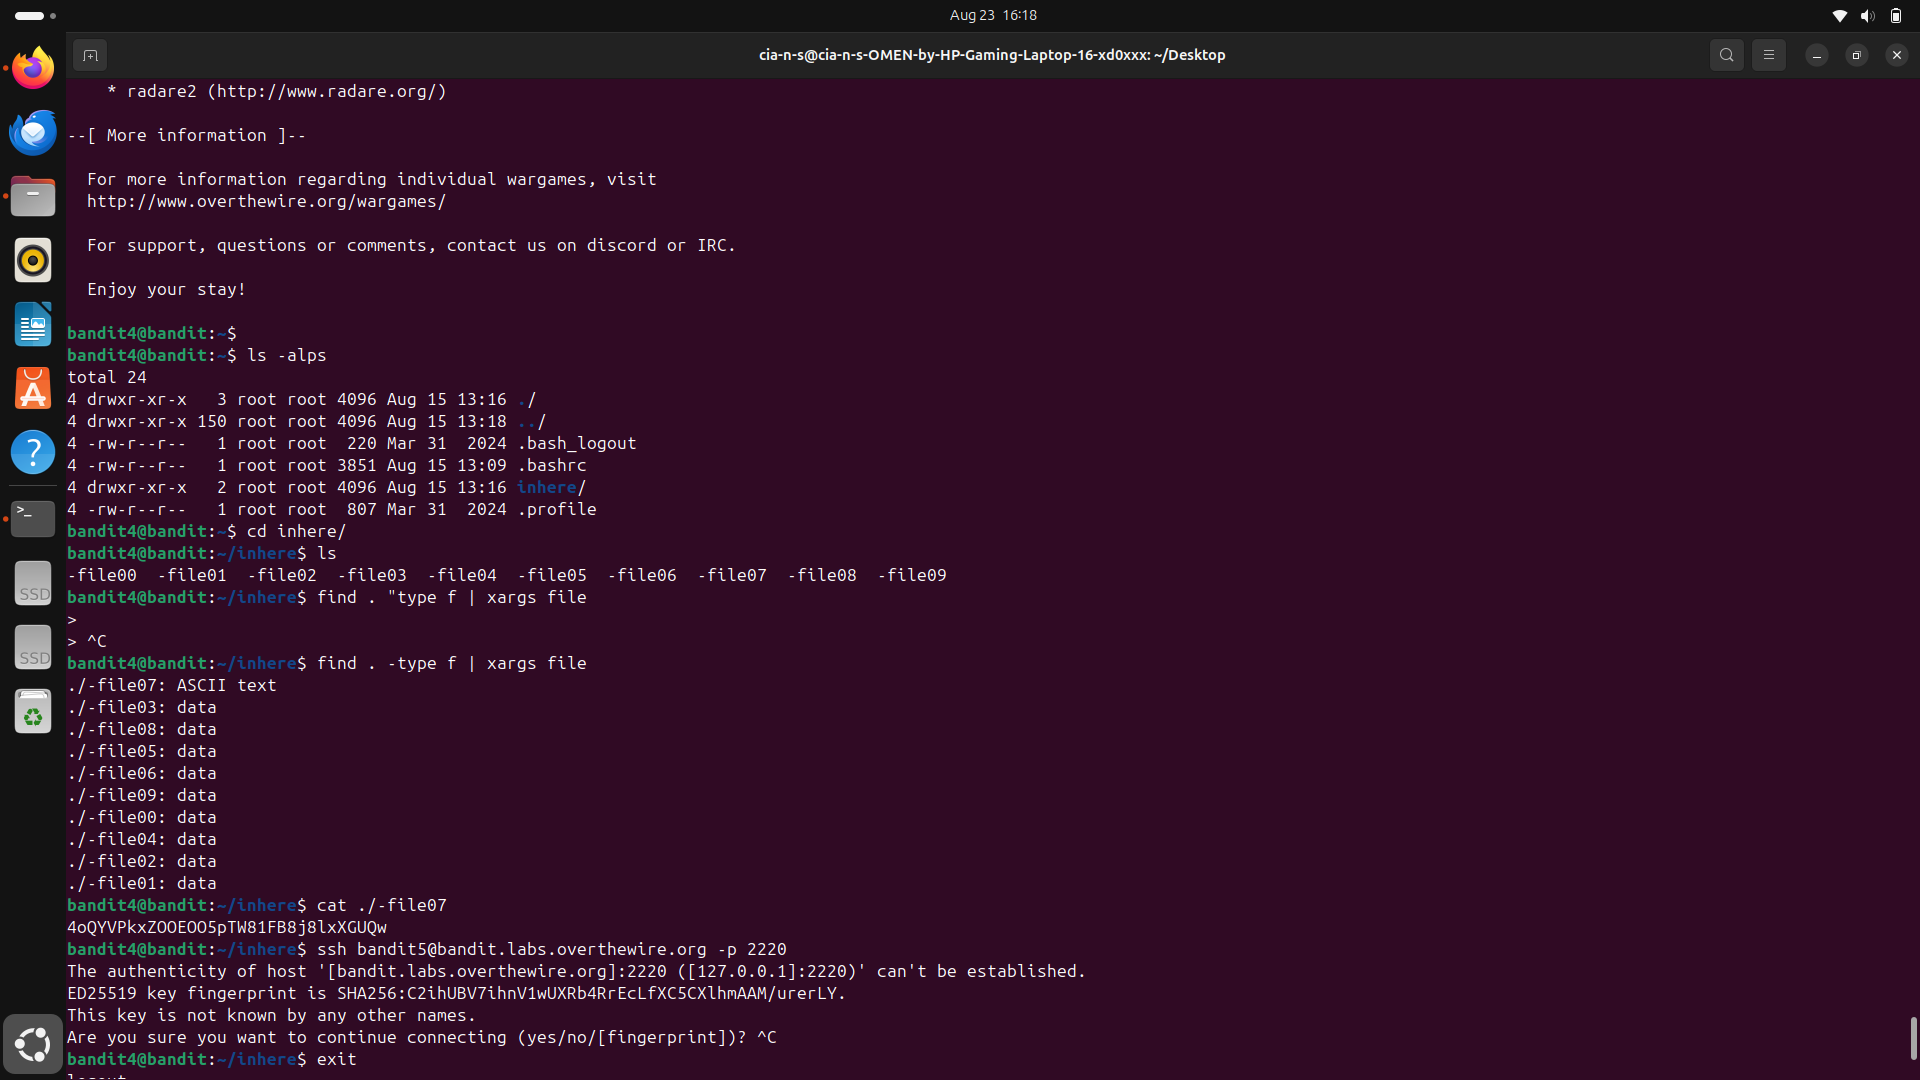 Aug 23 16:18
cia-n-s@cia-n-s-OMEN-by-HP-Gaming-Laptop-16-xd0xxx: ~/Desktop
* radare2 (http://www.radare.org/)
--[ More information ]--
For more information regarding individual wargames, visit
http://www.overthewire.org/wargames/
For support, questions or comments, contact us on discord or IRC.
Enjoy your stay!
bandit4@bandit:~$
bandit4@bandit:~$ ls -alps
total 24
4 drwxr-xr-x   3 root root 4096 Aug 15 13:16 ./
4 drwxr-xr-x 150 root root 4096 Aug 15 13:18 ../
4 -rw-r--r--   1 root root  220 Mar 31  2024 .bash_logout
4 -rw-r--r--   1 root root 3851 Aug 15 13:09 .bashrc
4 drwxr-xr-x   2 root root 4096 Aug 15 13:16 inhere/
4 -rw-r--r--   1 root root  807 Mar 31  2024 .profile
bandit4@bandit:~$ cd inhere/
bandit4@bandit:~/inhere$ ls
-file00  -file01  -file02  -file03  -file04  -file05  -file06  -file07  -file08  -file09
bandit4@bandit:~/inhere$ find . "type f | xargs file
>
> ^C
bandit4@bandit:~/inhere$ find . -type f | xargs file
./-file07: ASCII text
./-file03: data
./-file08: data
./-file05: data
./-file06: data
./-file09: data
./-file00: data
./-file04: data
./-file02: data
./-file01: data
bandit4@bandit:~/inhere$ cat ./-file07
4oQYVPkxZOOEOO5pTW81FB8j8lxXGUQw
bandit4@bandit:~/inhere$ ssh bandit5@bandit.labs.overthewire.org -p 2220
The authenticity of host '[bandit.labs.overthewire.org]:2220 ([127.0.0.1]:2220)' can't be established.
ED25519 key fingerprint is SHA256:C2ihUBV7ihnV1wUXRb4RrEcLfXC5CXlhmAAM/urerLY.
This key is not known by any other names.
Are you sure you want to continue connecting (yes/no/[fingerprint])? ^C
bandit4@bandit:~/inhere$ exit
logout
SSD
SSD